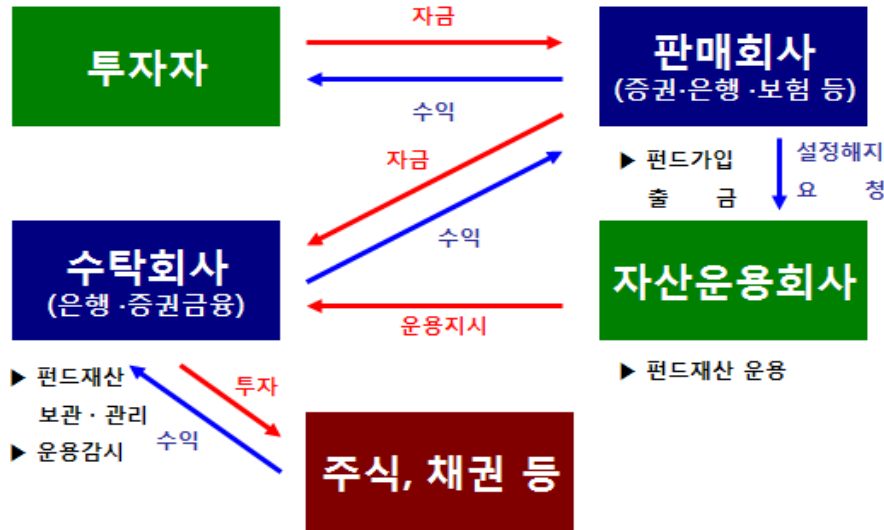 자금
투자자
판매회사
(증권·은행 ·보험 등)
수익
자금
▶ 펀드가입
출 금
설정해지
요 청
수탁회사
(은행 ·증권금융)
수익
자산운용회사
운용지시
▶ 펀드재산
보관 · 관리
▶ 운용감시
투자
수익
▶ 펀드재산 운용
주식, 채권 등